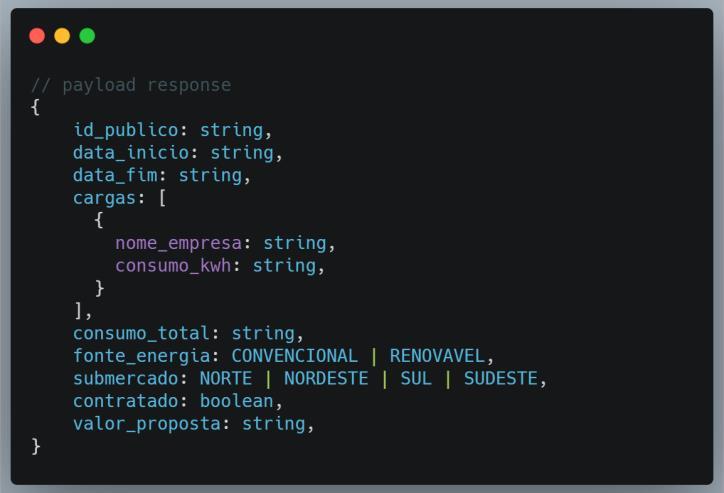 // payload response
{
    id_publico: string,
    data_inicio: string,
    data_fim: string,
    cargas: [
      {
        nome_empresa: string,
        consumo_kwh: string,
      }
    ],
    consumo_total: string,
    fonte_energia: CONVENCIONAL | RENOVAVEL,
    submercado: NORTE | NORDESTE | SUL | SUDESTE,
    contratado: boolean,
    valor_proposta: string,
}